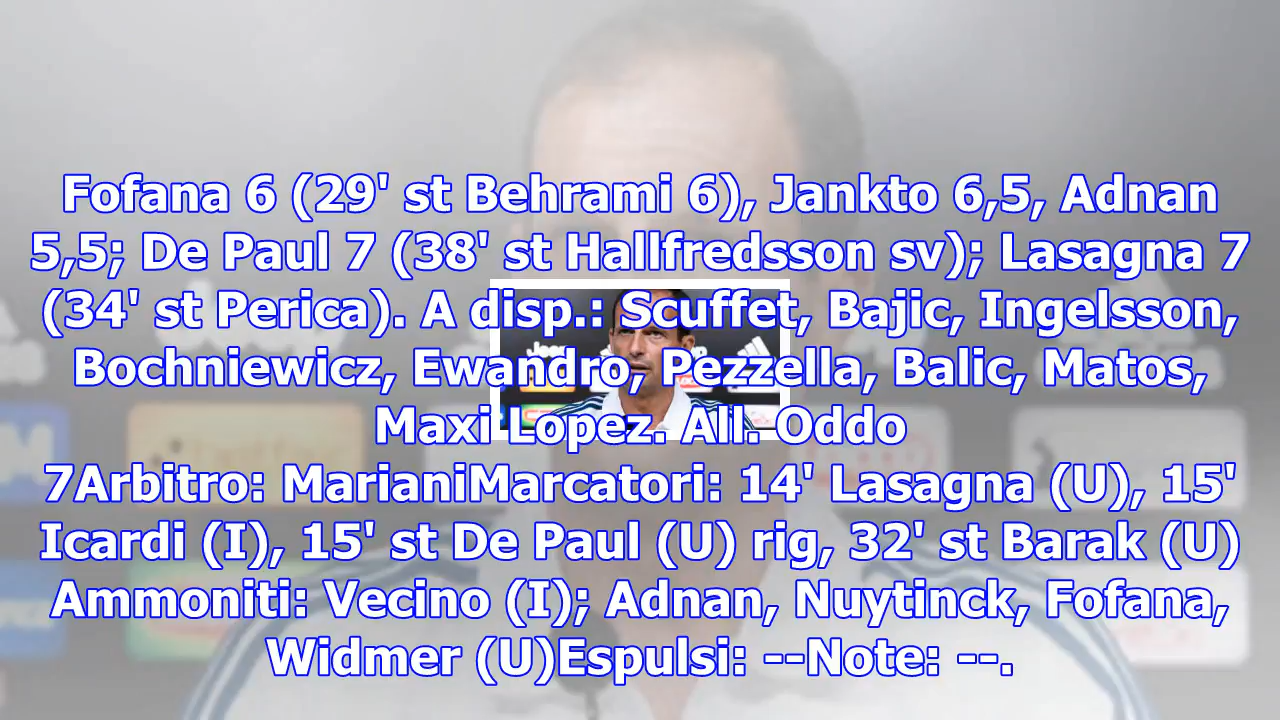 Fofana 6 (29' st Behrami 6), Jankto 6,5, Adnan
5,5; De Paul 7 (38' st Hallfredsson sv); Lasagna 7
(34' st Perica). A disp.: Scuffet, Bajic, Ingelsson,
Bochniewicz, Ewandro, Pezzella, Balic, Matos,
Maxi Lopez. All. Oddo
7Arbitro: MarianiMarcatori: 14' Lasagna (U), 15'
Icardi (I), 15' st De Paul (U) rig, 32' st Barak (U)
Ammoniti: Vecino (I); Adnan, Nuytinck, Fofana,
Widmer (U)Espulsi: --Note: --.
Jeep